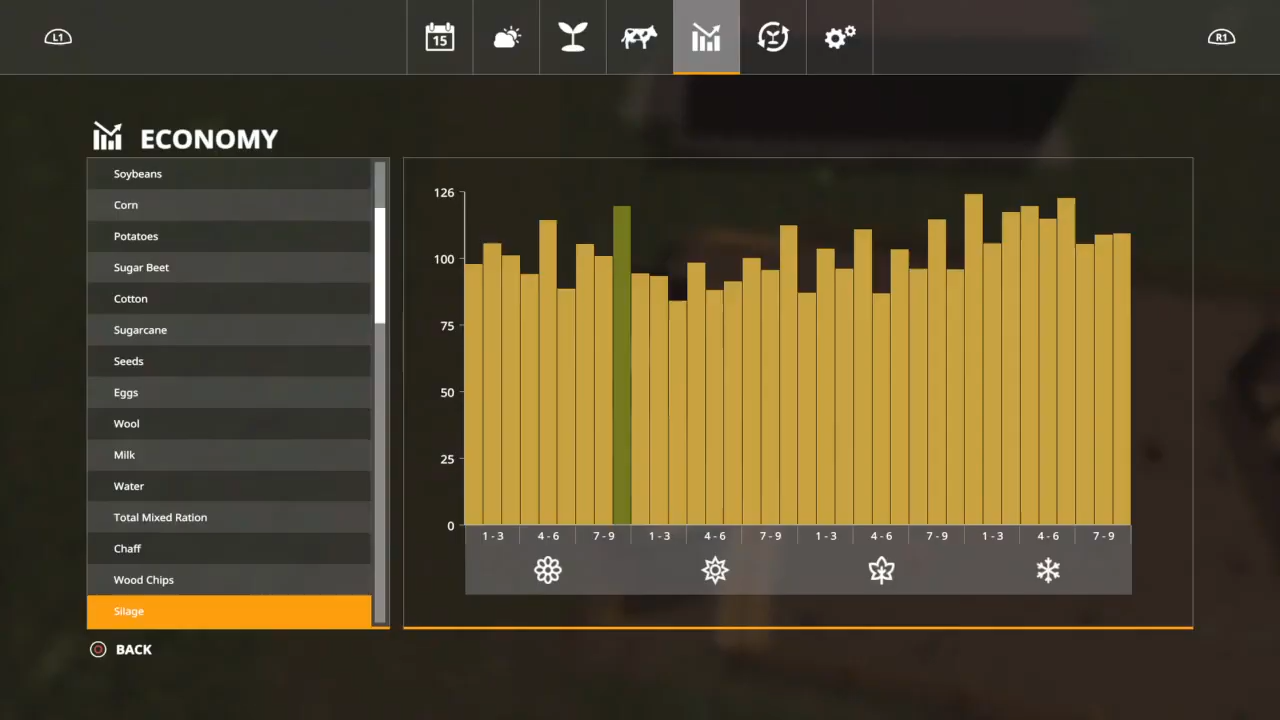 L1
15
R1
ECONOMY
Soybeans
Corn
Potatoes
Sugar Beet
Cotton
Sugarcane
Seeds
Eggs
Wool
Milk
Water
Total Mixed Ration
Chaff
Wood Chips
Silage
BACK
126
100
75
50
25
0
1 - 3 4 - 6 7 - 9 1 - 3 4 - 6 7 - 9 1 - 3 4 - 6 7 - 9 1 - 3 4 - 6 7 - 9